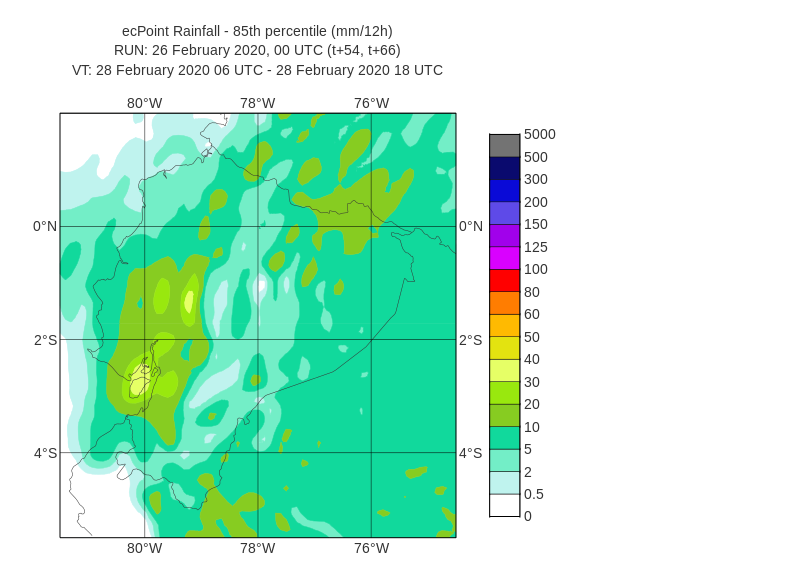 ecPoint Rainfall - 85th percentile (mm/12h)
RUN: 26 February 2020, 00 UTC (t+54, t+66)
VT: 28 February 2020 06 UTC - 28 February 2020 18 UTC
80°W 78°W 76°W
0°N 0°N
2°S 2°S
4°S 4°S
80°W 78°W 76°W
5000
500
300
200
150
125
100
80
60
50
40
30
20
10
5
2
0.5
0